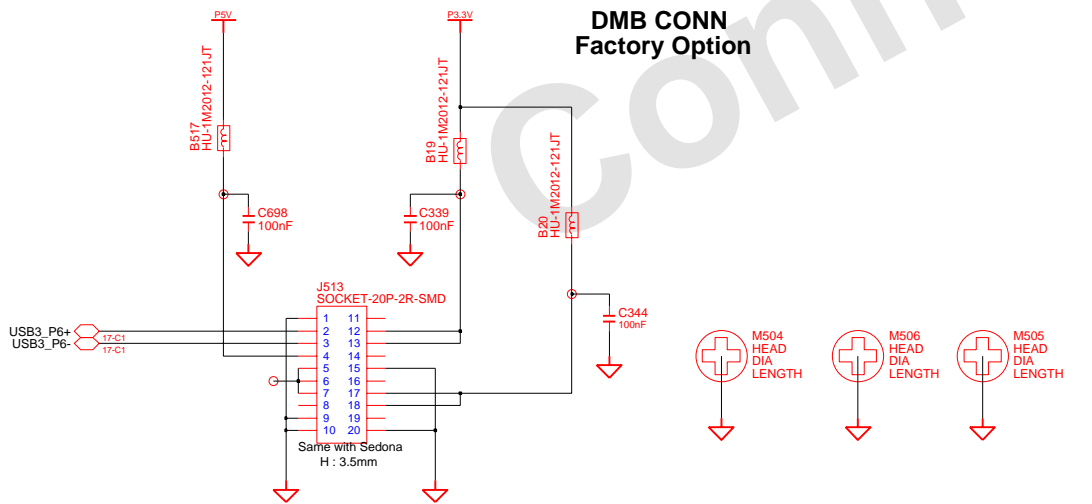 P5V
P3.3V
DMB CONN
Factory Option
Conn
B517
HU-1M2012-121JT
B19
HU-1M2012-121JT
B20
HU-1M2012-121JT
C698
100nF
C339
100nF
C344
100nF
J513
SOCKET-20P-2R-SMD
USB3_P6+
17-C1
USB3_P6-
17-C1
1 11
2 12
3 13
4 14
5 15
6 16
7 17
8 18
9 19
10 20
Same with Sedona
H : 3.5mm
M504
HEAD
DIA
LENGTH
M506
HEAD
DIA
LENGTH
M505
HEAD
DIA
LENGTH